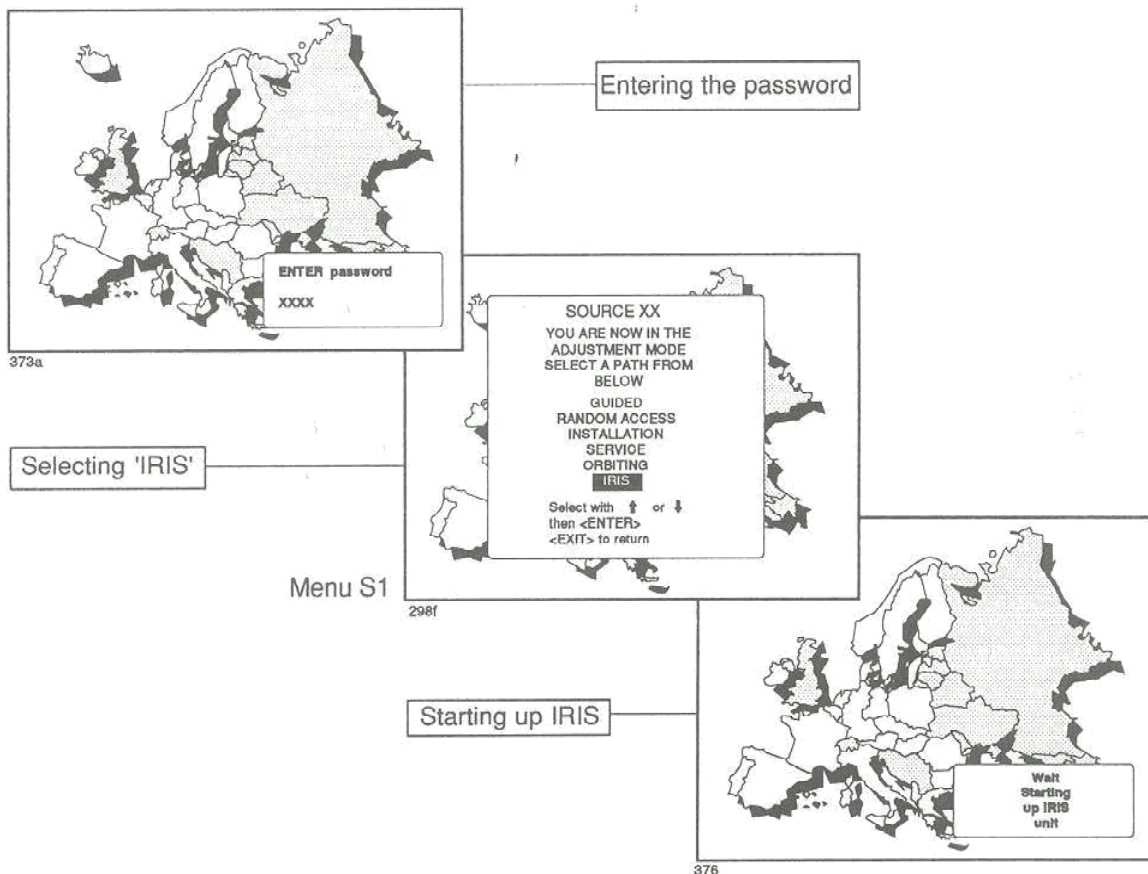 Entering the password
ENTER password
XXXX
373a
SOURCE XX
YOU ARE NOW IN THE
ADJUSTMENT MODE
SELECT A PATH FROM
BELOW
GUIDED
RANDOM ACCESS
INSTALLATION
SERVICE
ORBITING
IRIS
Select with ⬆ or ⬇
then <ENTER>
<EXIT> to return
Selecting 'IRIS'
Menu S1
298f
Starting up IRIS
Wait
Starting
up IRIS
unit
376